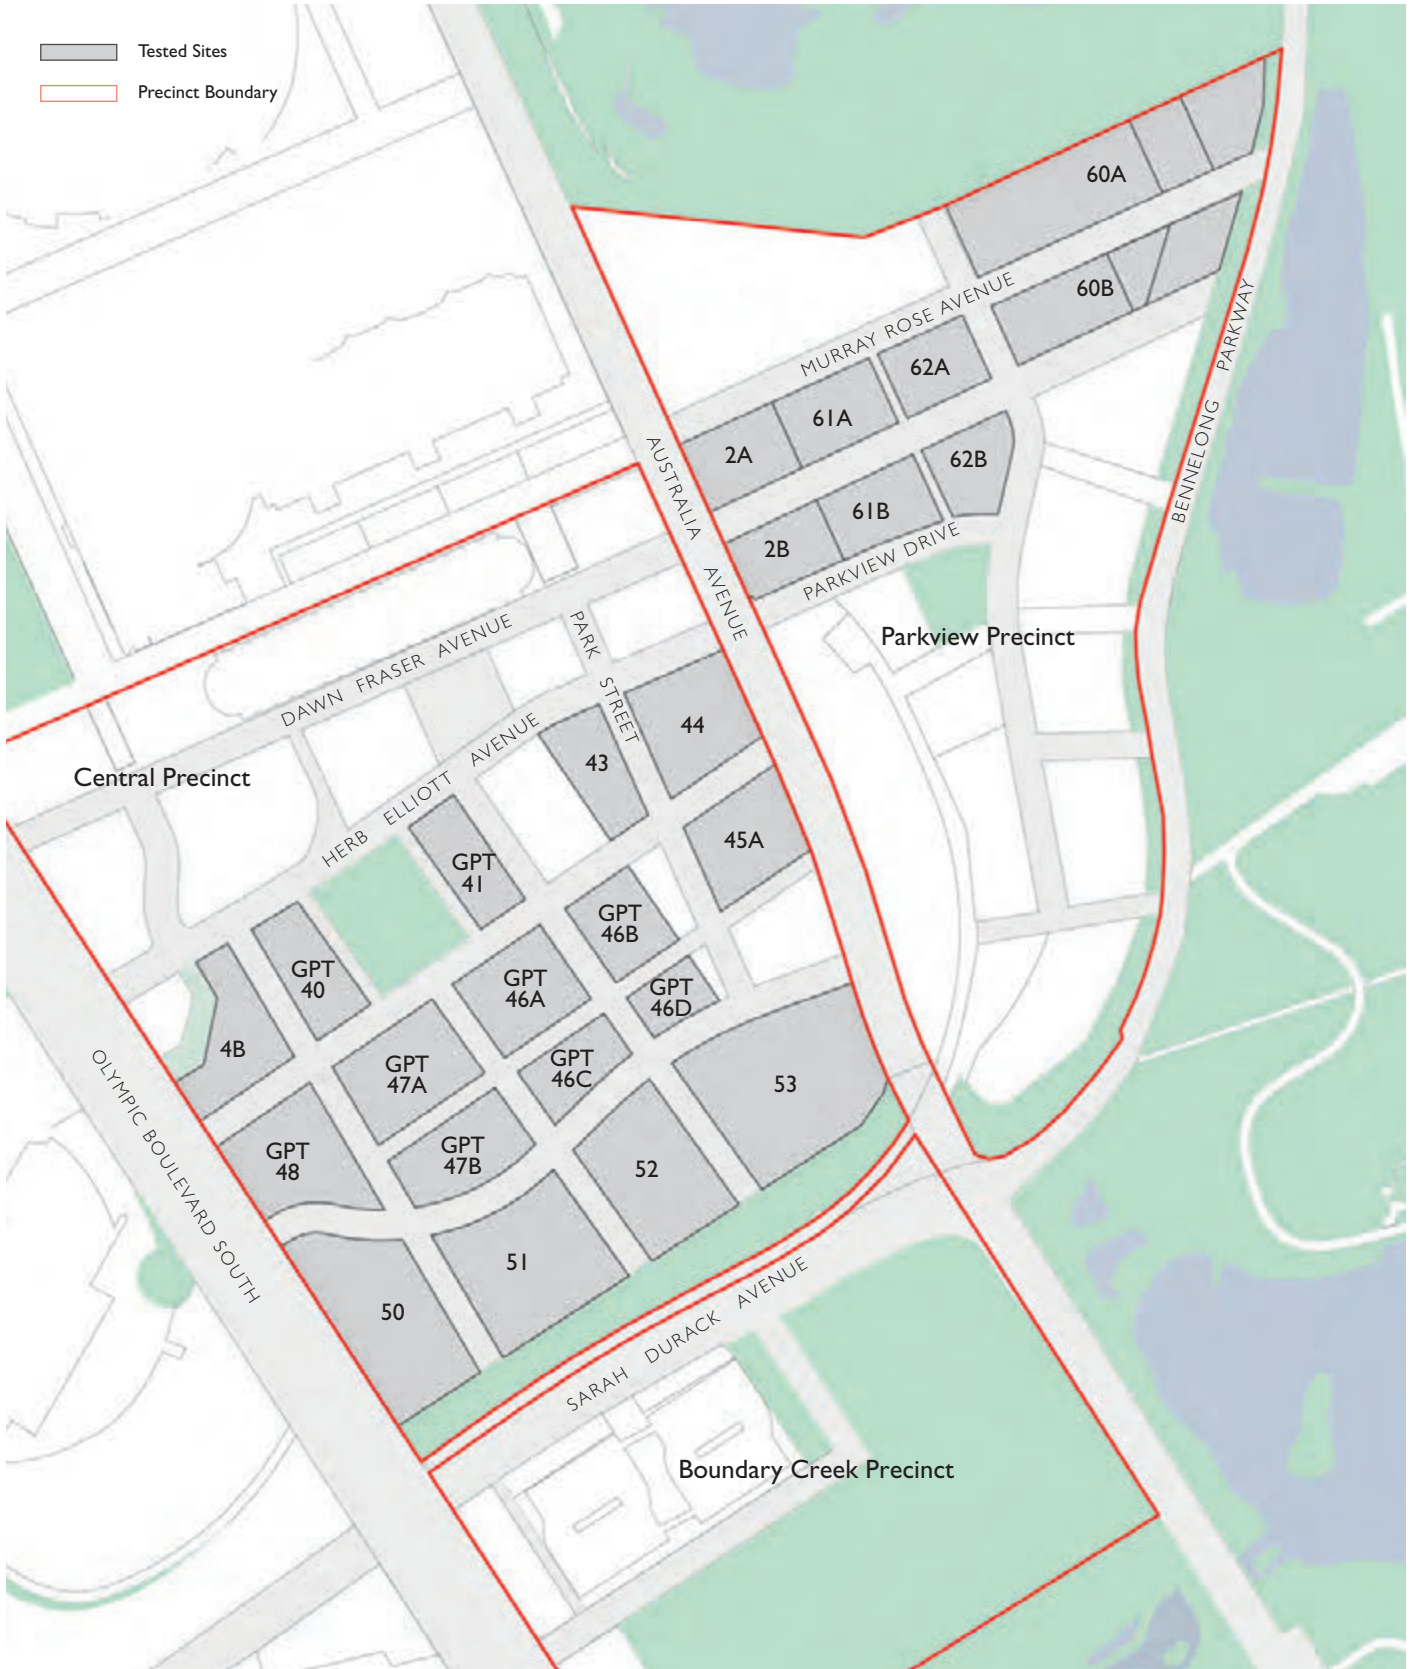 Tested Sites
Precinct Boundary
60A
60B
MURRAY ROSE AVENUE
62A
61A
2A
62B
61B
2B
PARKVIEW DRIVE
BENNELONG PARKWAY
AUSTRALIA AVENUE
Parkview Precinct
PARK STREET
DAWN FRASER AVENUE
HERB ELLIOTT AVENUE
Central Precinct
44
43
45A
GPT
41
GPT
46B
GPT
40
GPT
46A
GPT
46D
4B
GPT
47A
GPT
46C
53
GPT
48
GPT
47B
52
51
50
OLYMPIC BOULEVARD SOUTH
SARAH DURACK AVENUE
Boundary Creek Precinct